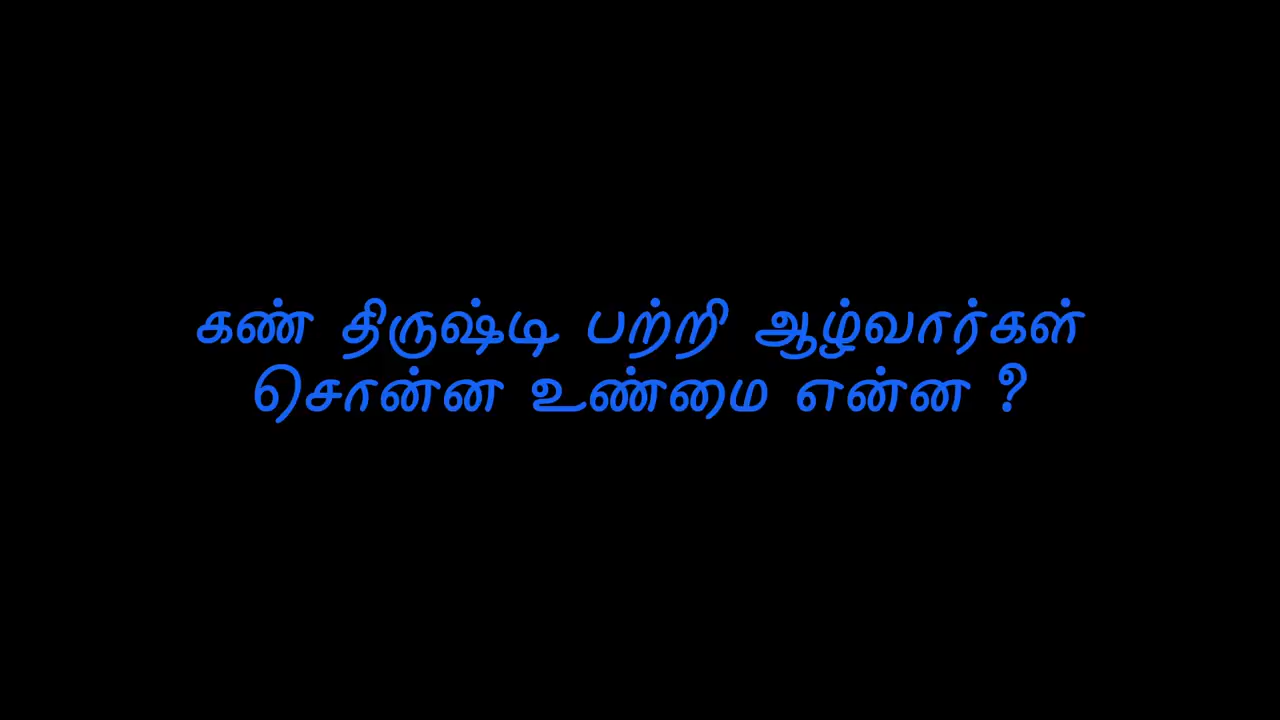 கண் திருஷ்டி பற்றி ஆழ்வார்கள்
சொன்ன உண்மை என்ன ?